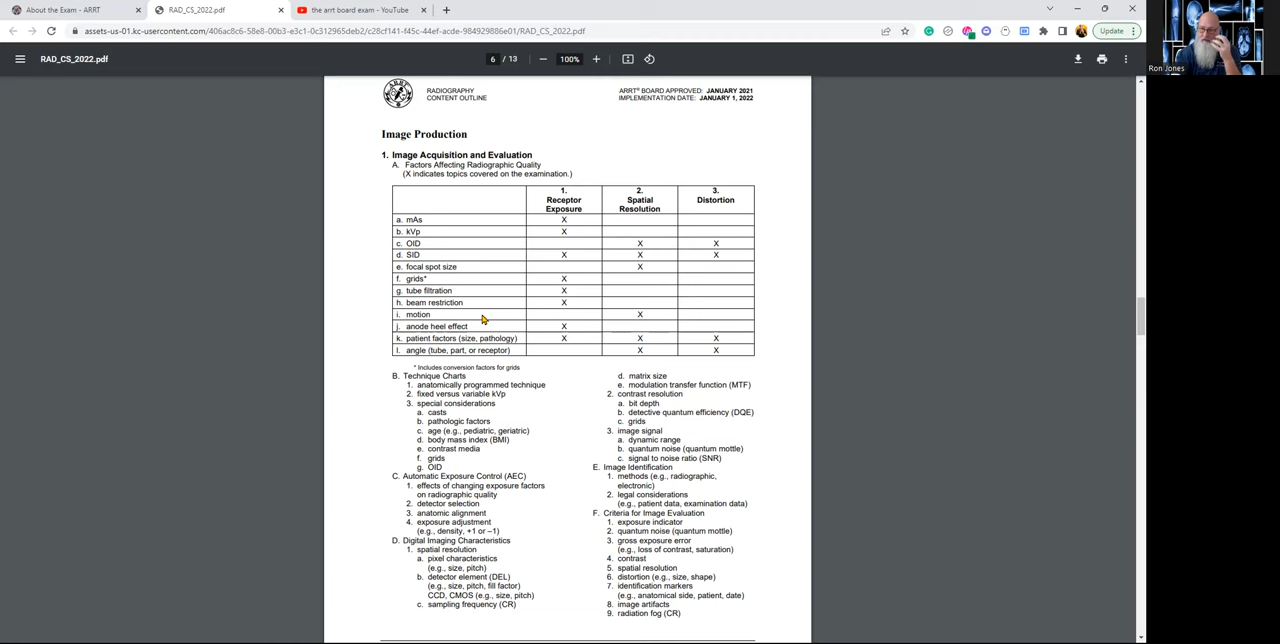 About the Exam - ARRT
RAD_CS_2022.pdf
the arrt board exam - YouTube
assets-us-01.kc-usercontent.com/406ac8c6-58e8-00b3-e3c1-0c312965deb2/c28cf141-f45c-44ef-acde-984929886e01/RAD_CS_2022.pdf
Update
Ron Jones
RAD_CS_2022.pdf
6 / 13
100%
RADIOGRAPHY
CONTENT OUTLINE
ARRT® BOARD APPROVED: JANUARY 2021
IMPLEMENTATION DATE: JANUARY 1, 2022
Image Production
1. Image Acquisition and Evaluation
A. Factors Affecting Radiographic Quality
(X indicates topics covered on the examination.)
1. Receptor Exposure 2. Spatial Resolution 3. Distortion
a. mAs X
b. kVp X
c. OID X X
d. SID X X X
e. focal spot size X
f. grids* X
g. tube filtration X
h. beam restriction X
i. motion X
j. anode heel effect X
k. patient factors (size, pathology) X X X
l. angle (tube, part, or receptor) X X
* Includes conversion factors for grids
B. Technique Charts
1. anatomically programmed technique
2. fixed versus variable kVp
3. special considerations
a. casts
b. pathologic factors
c. age (e.g., pediatric, geriatric)
d. body mass index (BMI)
e. contrast media
f. grids
g. OID
C. Automatic Exposure Control (AEC)
1. effects of changing exposure factors
on radiographic quality
2. detector selection
3. anatomic alignment
4. exposure adjustment
(e.g., density, +1 or –1)
D. Digital Imaging Characteristics
1. spatial resolution
a. pixel characteristics
(e.g., size, pitch)
b. detector element (DEL)
(e.g., size, pitch, fill factor)
CCD, CMOS (e.g., size, pitch)
c. sampling frequency (CR)
d. matrix size
e. modulation transfer function (MTF)
2. contrast resolution
a. bit depth
b. detective quantum efficiency (DQE)
c. grids
3. image signal
a. dynamic range
b. quantum noise (quantum mottle)
c. signal to noise ratio (SNR)
E. Image Identification
1. methods (e.g., radiographic,
electronic)
2. legal considerations
(e.g., patient data, examination data)
F. Criteria for Image Evaluation
1. exposure indicator
2. quantum noise (quantum mottle)
3. gross exposure error
(e.g., loss of contrast, saturation)
4. contrast
5. spatial resolution
6. distortion (e.g., size, shape)
7. identification markers
(e.g., anatomical side, patient, date)
8. image artifacts
9. radiation fog (CR)